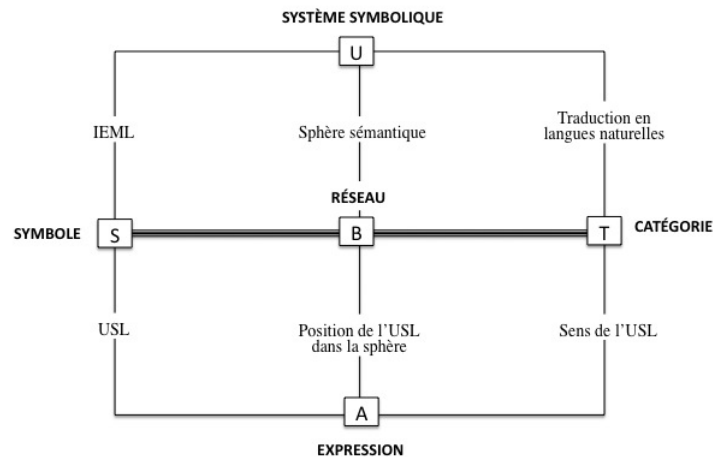 SYSTÈME SYMBOLIQUE
U
IEML
Sphère sémantique
Traduction en
langues naturelles
RÉSEAU
SYMBOLE
S
B
T
CATÉGORIE
USL
Position de l'USL
dans la sphère
Sens de l'USL
A
EXPRESSION